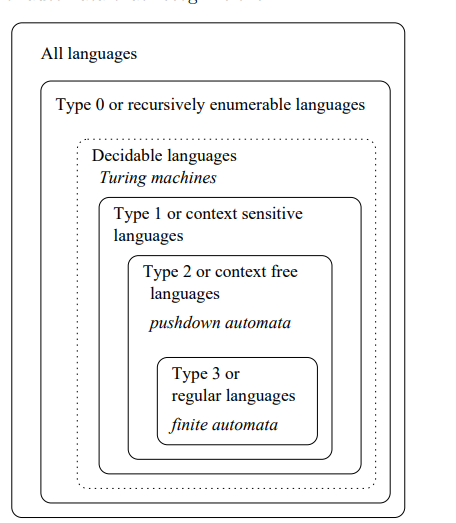 All languages
Type 0 or recursively enumerable languages
Decidable languages
Turing machines
Type 1 or context sensitive
languages
Type 2 or context free
languages
pushdown automata
Type 3 or
regular languages
finite automata